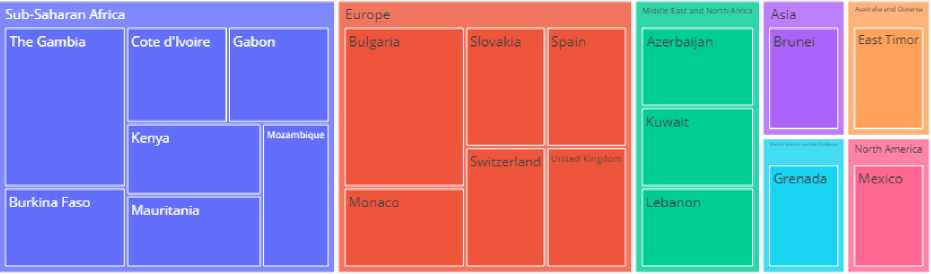 Sub-Saharan Africa
The Gambia
Cote d'Ivoire
Gabon
Kenya
Mozambique
Burkina Faso
Mauritania
Europe
Bulgaria
Slovakia
Spain
Switzerland
United Kingdom
Monaco
Middle East and North Africa
Azerbaijan
Kuwait
Lebanon
Asia
Brunei
Australia and Oceania
East Timor
Grenada
North America
Mexico